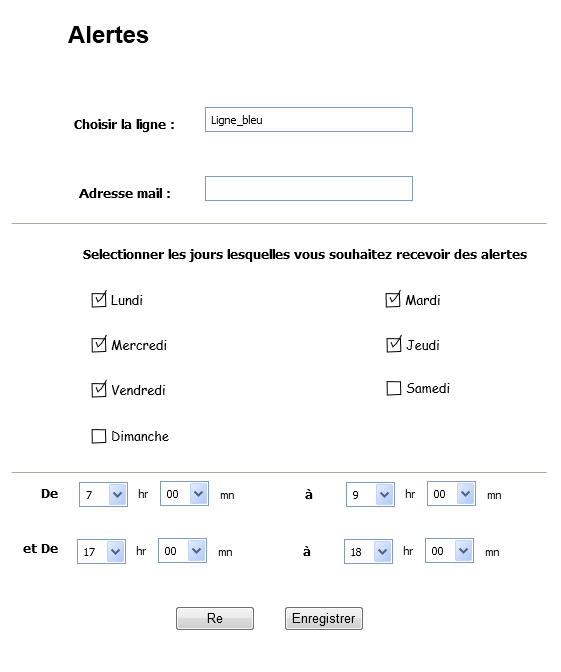 Alertes
Choisir la ligne : Ligne_bleu
Adresse mail :
Selectionner les jours lesquelles vous souhaitez recevoir des alertes
Lundi Mardi
Mercredi Jeudi
Vendredi Samedi
Dimanche
De 7 hr 00 mn à 9 hr 00 mn
et De 17 hr 00 mn à 18 hr 00 mn
Re Enregistrer